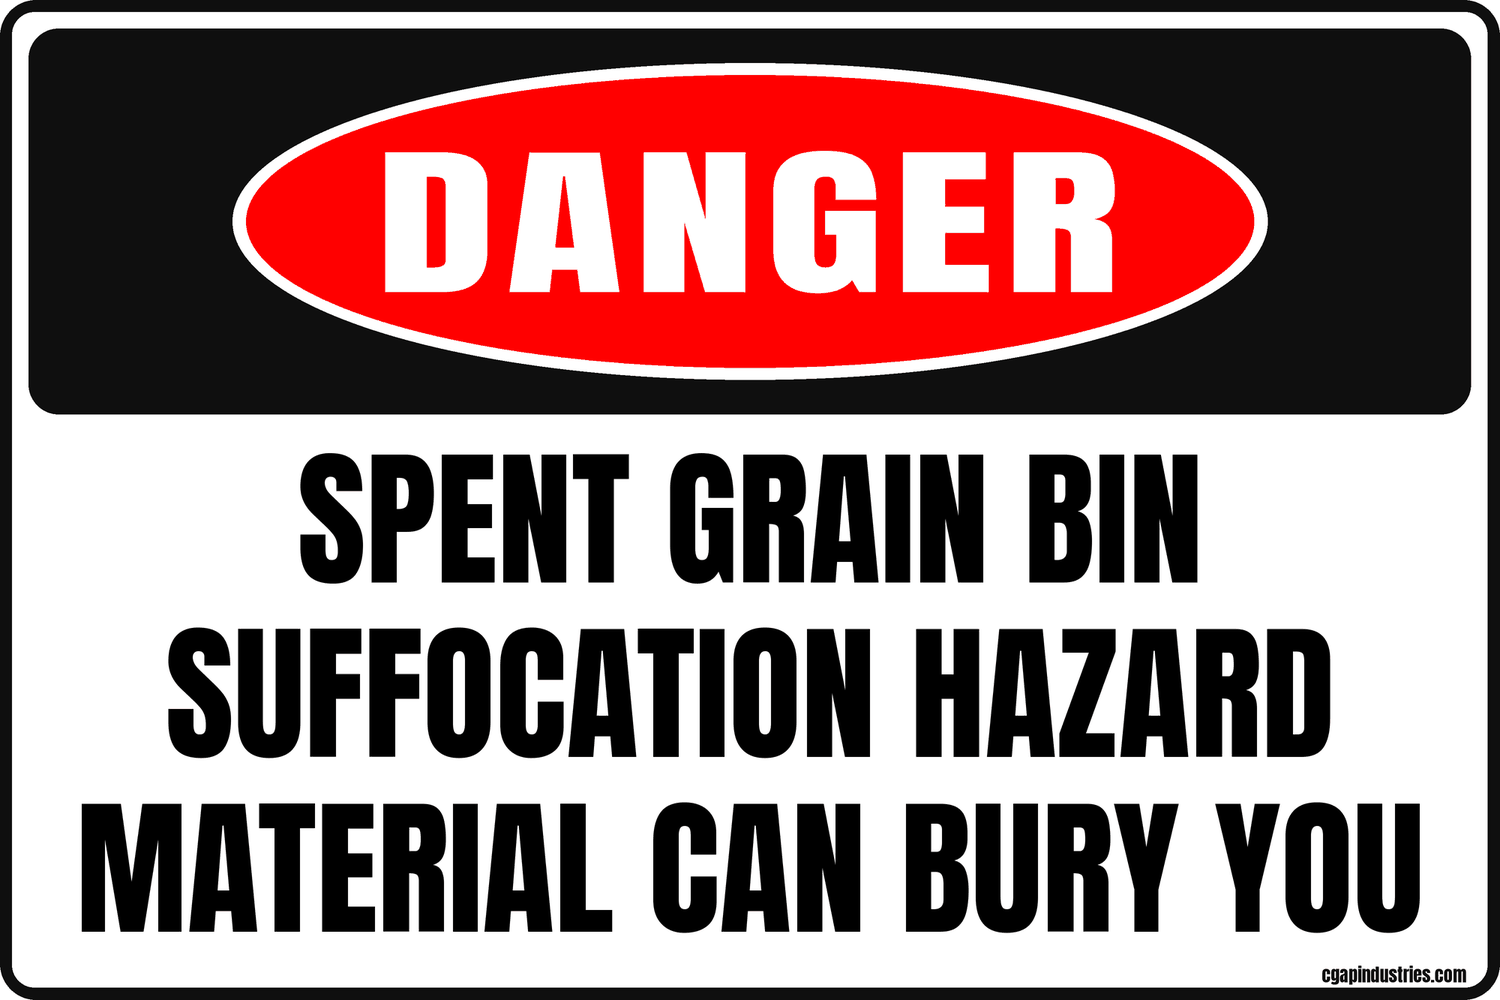 DANGER
SPENT GRAIN BIN
SUFFOCATION HAZARD
MATERIAL CAN BURY YOU
cgapindustries.com